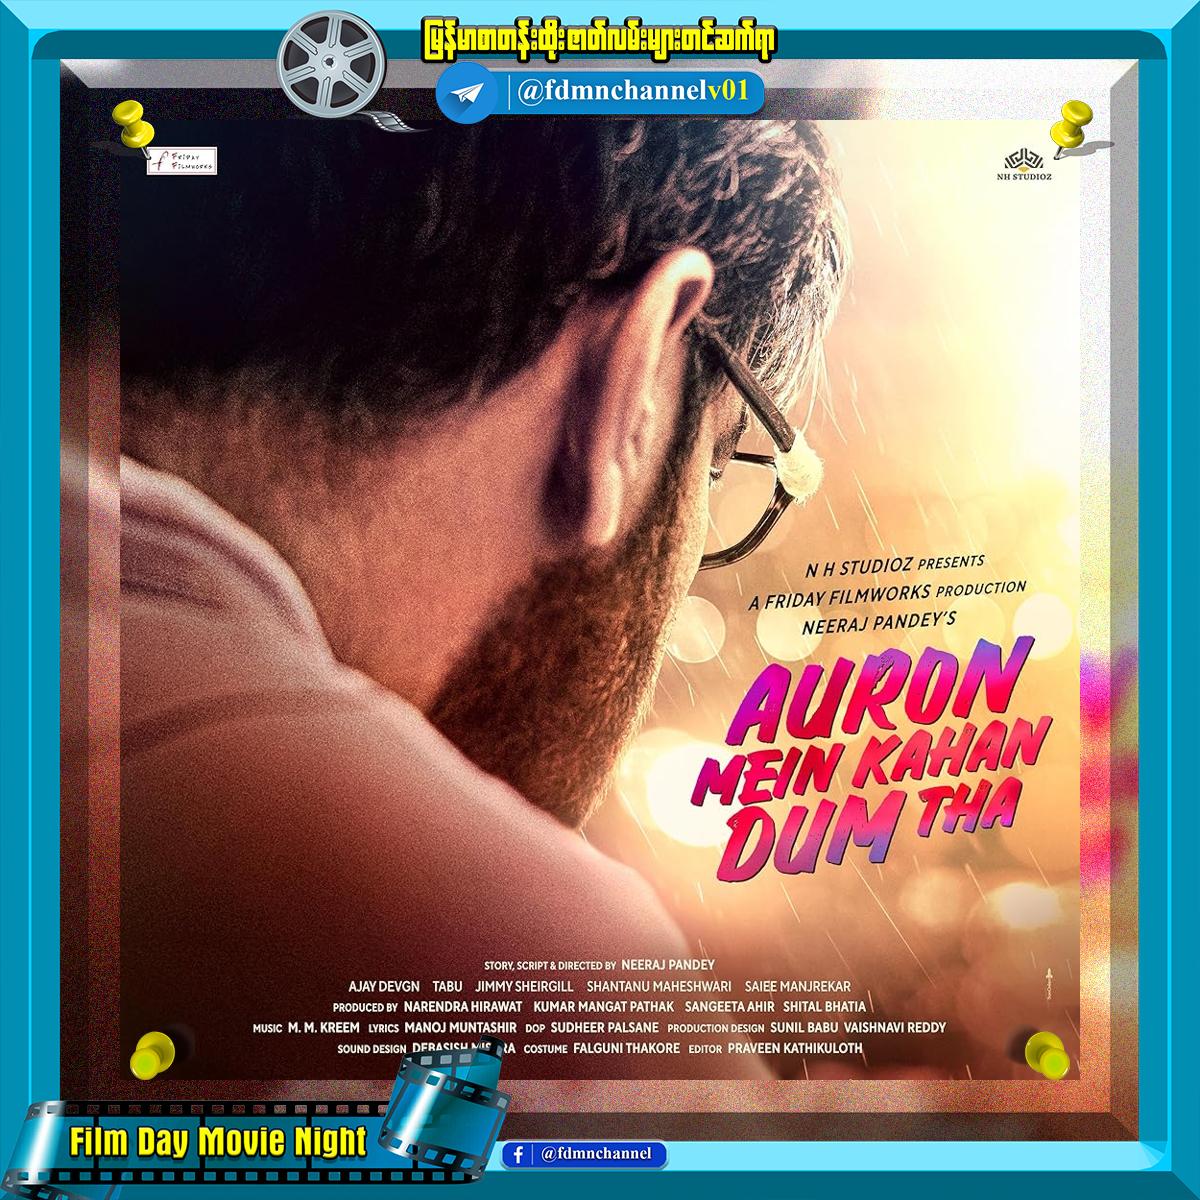 မြန်မာစာတန်းထိုး ဇာတ်လမ်းများတင်ဆက်ရာ
@fdmnchannelv01
f FRIDAY FILMWORKS
NH STUDIOZ
N H STUDIOZ PRESENTS
A FRIDAY FILMWORKS PRODUCTION
NEERAJ PANDEY'S
AURON
MEIN KAHAN
DUM THA
STORY, SCRIPT & DIRECTED BY NEERAJ PANDEY
AJAY DEVGN TABU JIMMY SHEIRGILL SHANTANU MAHESHWARI SAIEE MANJREKAR
PRODUCED BY NARENDRA HIRAWAT KUMAR MANGAT PATHAK SANGEETA AHIR SHITAL BHATIA
MUSIC M. M. KREEM LYRICS MANOJ MUNTASHIR DOP SUDHEER PALSANE PRODUCTION DESIGN SUNIL BABU VAISHNAVI REDDY
SOUND DESIGN DEBASISH MISHRA COSTUME FALGUNI THAKORE EDITOR PRAVEEN KATHIKULOTH
Film Day Movie Night
f @fdmnchannel